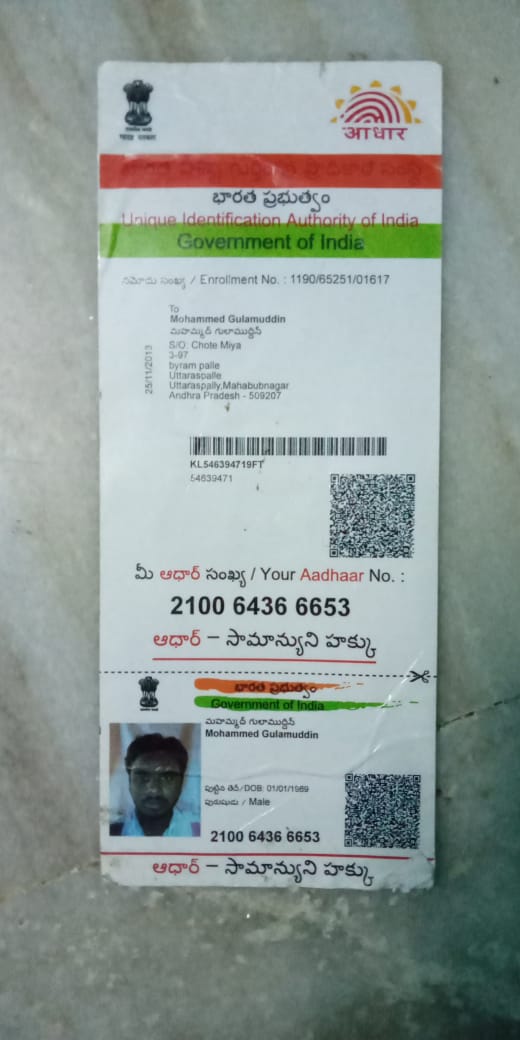 आधार
భారత ప్రభుత్వం
Unique Identification Authority of India
Government of India
నమోదు సంఖ్య / Enrollment No. : 1190/65251/01617
To
Mohammed Gulamuddin
మహమ్మద్ గులాముద్దిన్
S/O: Chote Miya
3-97
byram palle
Uttaraspalle
Uttaraspally,Mahabubnagar
Andhra Pradesh - 509207
25/11/2013
KL546394719FT
54639471
మీ ఆధార్ సంఖ్య / Your Aadhaar No. :
2100 6436 6653
ఆధార్ – సామాన్యుని హక్కు
భారత ప్రభుత్వం
Government of India
మహమ్మద్ గులాముద్దిన్
Mohammed Gulamuddin
పుట్టిన తేదీ/DOB: 01/01/1989
పురుషుడు / Male
2100 6436 6653
ఆధార్ – సామాన్యుని హక్కు